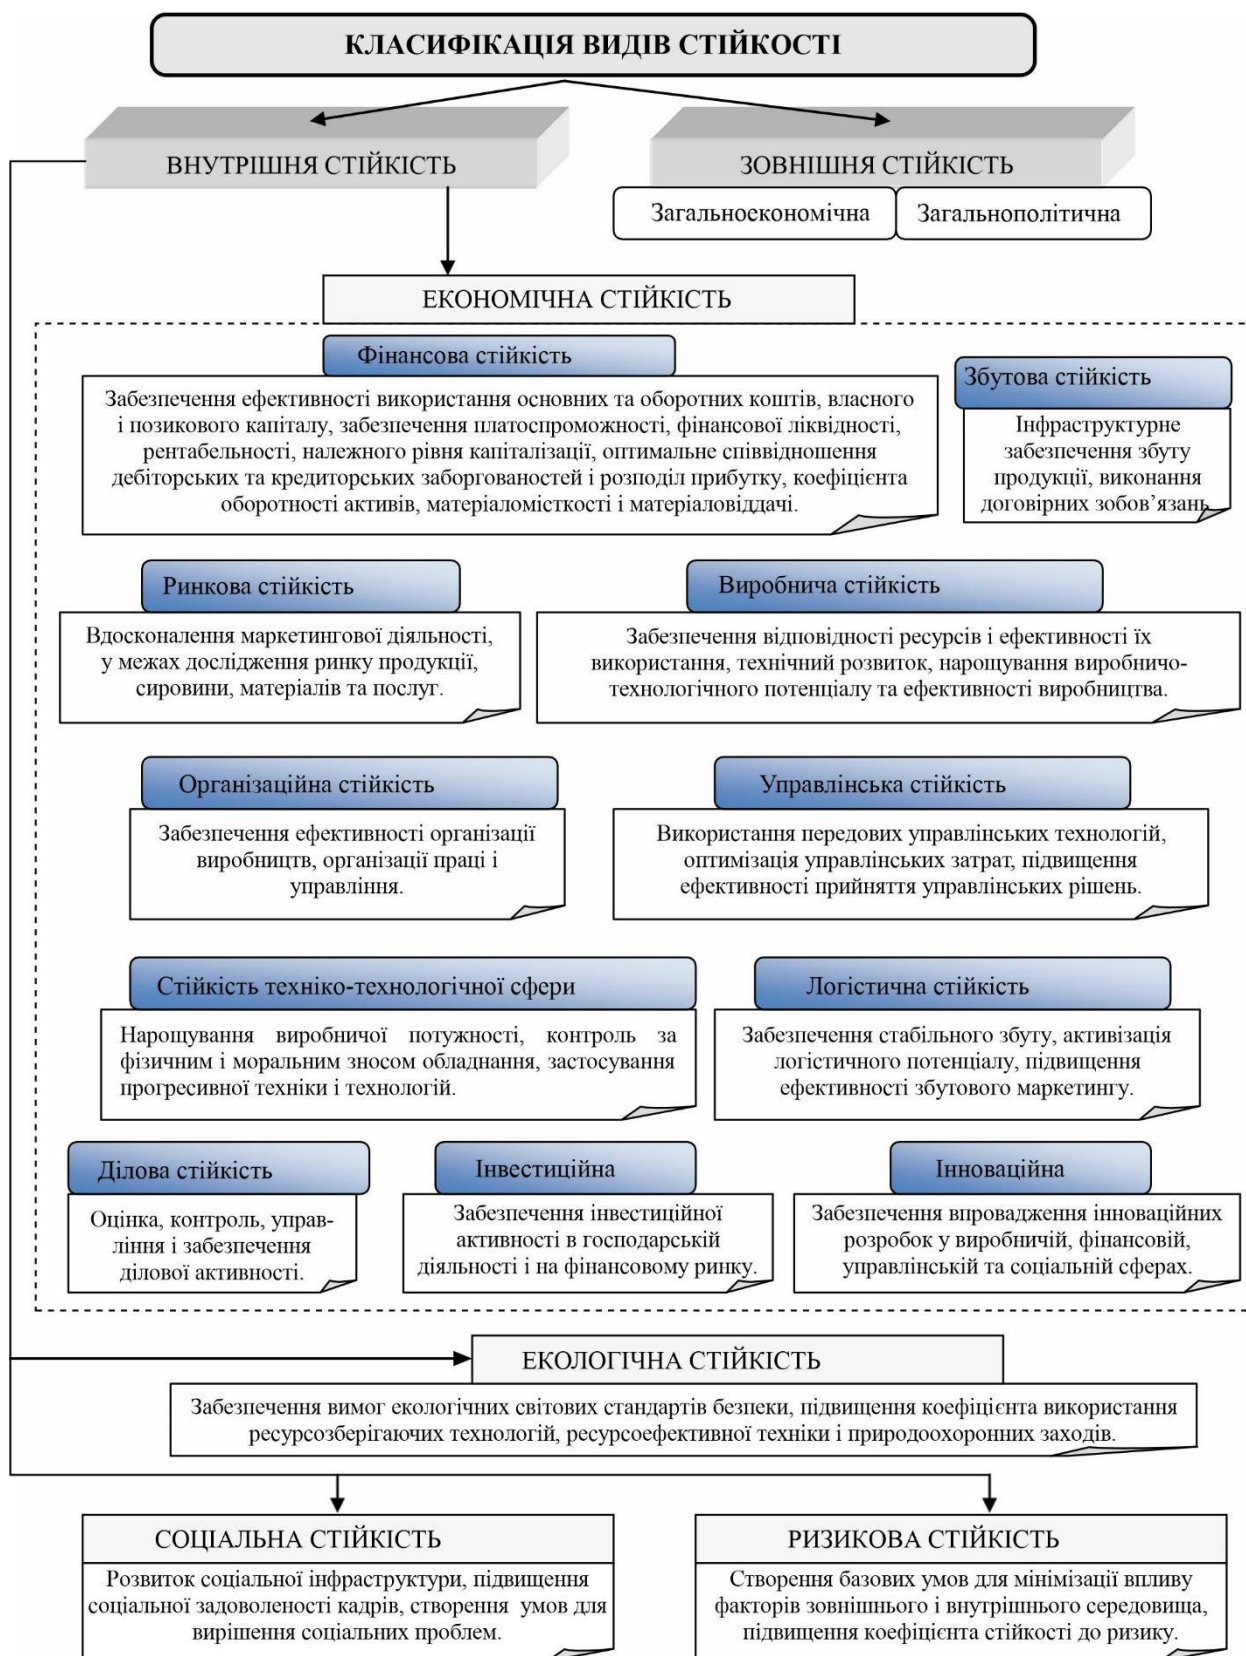 КЛАСИФІКАЦІЯ ВИДІВ СТІЙКОСТІ
ВНУТРІШНЯ СТІЙКІСТЬ
ЗОВНІШНЯ СТІЙКІСТЬ
Загальноекономічна
Загальнополітична
ЕКОНОМІЧНА СТІЙКІСТЬ
Фінансова стійкість
Забезпечення ефективності використання основних та оборотних коштів, власного
і позикового капіталу, забезпечення платоспроможності, фінансової ліквідності,
рентабельності, належного рівня капіталізації, оптимальне співвідношення
дебіторських та кредиторських заборгованостей і розподіл прибутку, коефіцієнта
оборотності активів, матеріаломісткості і матеріаловіддачі.
Збутова стійкість
Інфраструктурне
забезпечення збуту
продукції, виконання
договірних зобов’язань
Ринкова стійкість
Вдосконалення маркетингової діяльності,
у межах дослідження ринку продукції,
сировини, матеріалів та послуг.
Виробнича стійкість
Забезпечення відповідності ресурсів і ефективності їх
використання, технічний розвиток, нарощування виробничо-
технологічного потенціалу та ефективності виробництва.
Організаційна стійкість
Забезпечення ефективності організації
виробництв, організації праці і
управління.
Управлінська стійкість
Використання передових управлінських технологій,
оптимізація управлінських затрат, підвищення
ефективності прийняття управлінських рішень.
Стійкість техніко-технологічної сфери
Нарощування виробничої потужності, контроль за
фізичним і моральним зносом обладнання, застосування
прогресивної техніки і технологій.
Логістична стійкість
Забезпечення стабільного збуту, активізація
логістичного потенціалу, підвищення
ефективності збутового маркетингу.
Ділова стійкість
Оцінка, контроль, управ-
ління і забезпечення
ділової активності.
Інвестиційна
Забезпечення інвестиційної
активності в господарській
діяльності і на фінансовому ринку.
Інноваційна
Забезпечення впровадження інноваційних
розробок у виробничій, фінансовій,
управлінській та соціальній сферах.
ЕКОЛОГІЧНА СТІЙКІСТЬ
Забезпечення вимог екологічних світових стандартів безпеки, підвищення коефіцієнта використання
ресурсозберігаючих технологій, ресурсоефективної техніки і природоохоронних заходів.
СОЦІАЛЬНА СТІЙКІСТЬ
Розвиток соціальної інфраструктури, підвищення
соціальної задоволеності кадрів, створення умов для
вирішення соціальних проблем.
РИЗИКОВА СТІЙКІСТЬ
Створення базових умов для мінімізації впливу
факторів зовнішнього і внутрішнього середовища,
підвищення коефіцієнта стійкості до ризику.